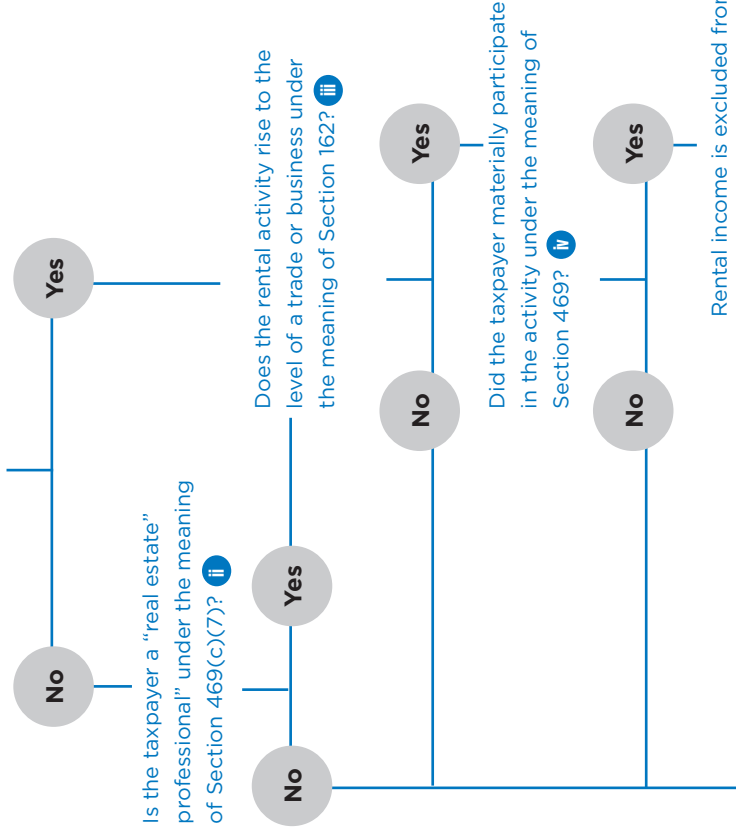 No
Yes
Is the taxpayer a “real estate”
professional” under the meaning
of Section 469(c)(7)? ii
No
Yes
Does the rental activity rise to the
level of a trade or business under
the meaning of Section 162? iii
No
Yes
Did the taxpayer materially participate
in the activity under the meaning of
Section 469? iv
No
Yes
Rental income is excluded from